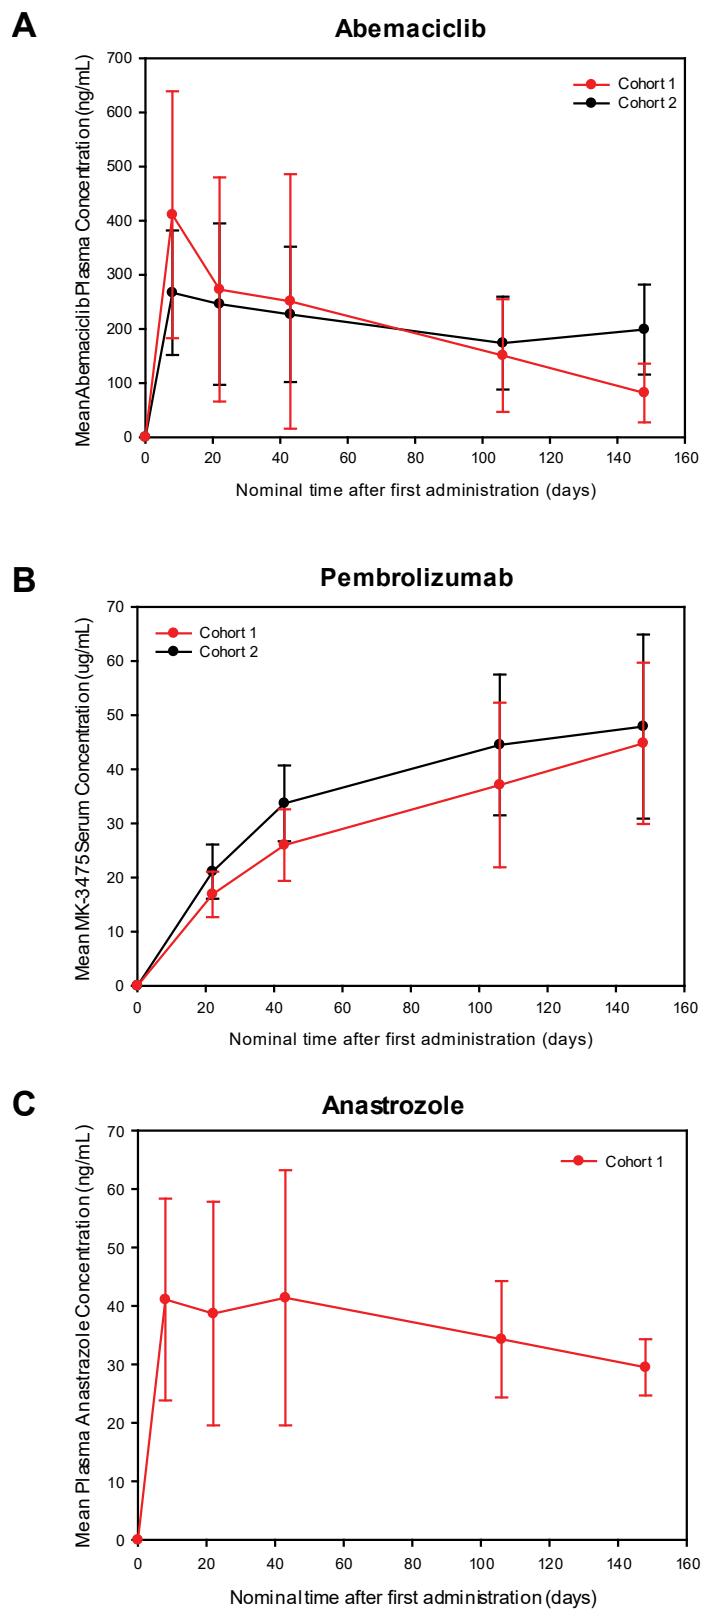 A
Abemaciclib
Mean Abemaciclib Plasma Concentration (ng/mL)
700
600
500
400
300
200
100
0
Cohort 1
Cohort 2
0 20 40 60 80 100 120 140 160
Nominal time after first administration (days)
B
Pembrolizumab
Mean MK-3475 Serum Concentration (ug/mL)
70
60
50
40
30
20
10
0
Cohort 1
Cohort 2
0 20 40 60 80 100 120 140 160
Nominal time after first administration (days)
C
Anastrozole
Mean Plasma Anastrazole Concentration (ng/mL)
70
60
50
40
30
20
10
0
Cohort 1
0 20 40 60 80 100 120 140 160
Nominal time after first administration (days)